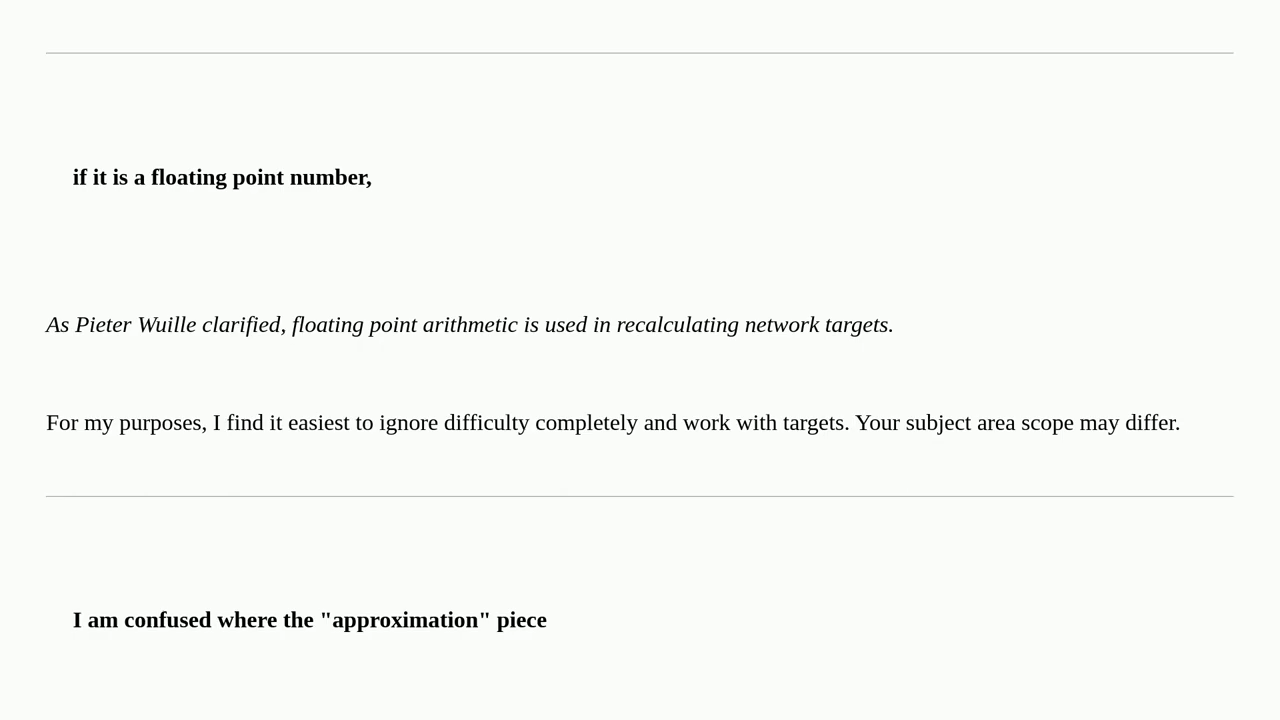 if it is a floating point number,
As Pieter Wuille clarified, floating point arithmetic is used in recalculating network targets.
For my purposes, I find it easiest to ignore difficulty completely and work with targets. Your subject area scope may differ.
I am confused where the "approximation" piece